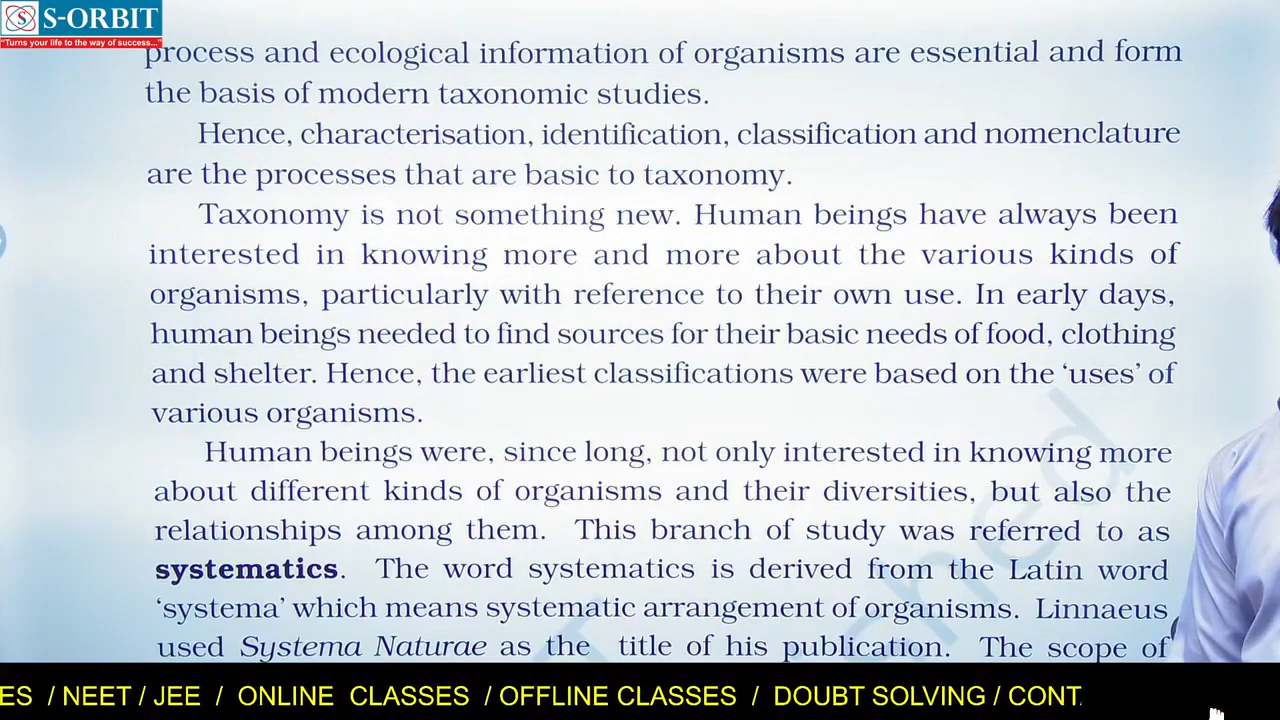 S-ORBIT
"Turns your life to the way of success..."
process and ecological information of organisms are essential and form
the basis of modern taxonomic studies.
Hence, characterisation, identification, classification and nomenclature
are the processes that are basic to taxonomy.
Taxonomy is not something new. Human beings have always been
interested in knowing more and more about the various kinds of
organisms, particularly with reference to their own use. In early days,
human beings needed to find sources for their basic needs of food, clothing
and shelter. Hence, the earliest classifications were based on the ‘uses’ of
various organisms.
Human beings were, since long, not only interested in knowing more
about different kinds of organisms and their diversities, but also the
relationships among them. This branch of study was referred to as
systematics. The word systematics is derived from the Latin word
‘systema’ which means systematic arrangement of organisms. Linnaeus
used Systema Naturae as the title of his publication. The scope of
ES / NEET / JEE / ONLINE CLASSES / OFFLINE CLASSES / DOUBT SOLVING / CONT